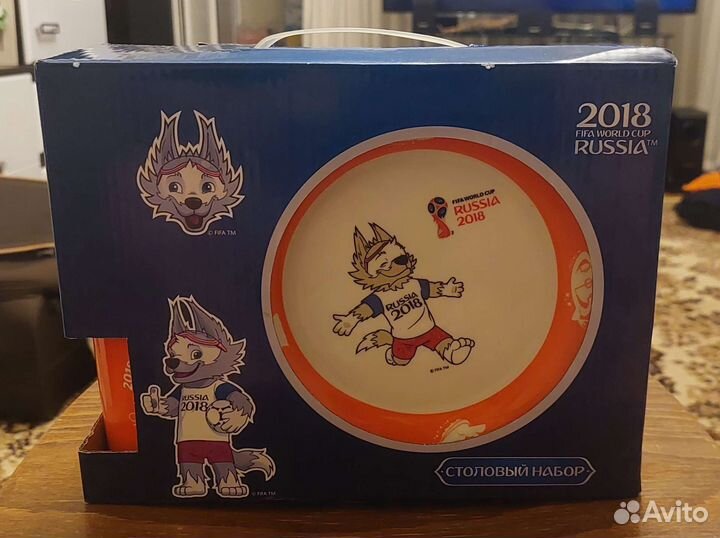 2018
FIFA WORLD CUP
RUSSIA™
© FIFA TM
FIFA WORLD CUP
RUSSIA
2018
RUSSIA
2018
© FIFA TM
2018
RUSSIA
2018
© FIFA TM
СТОЛОВЫЙ НАБОР
Avito